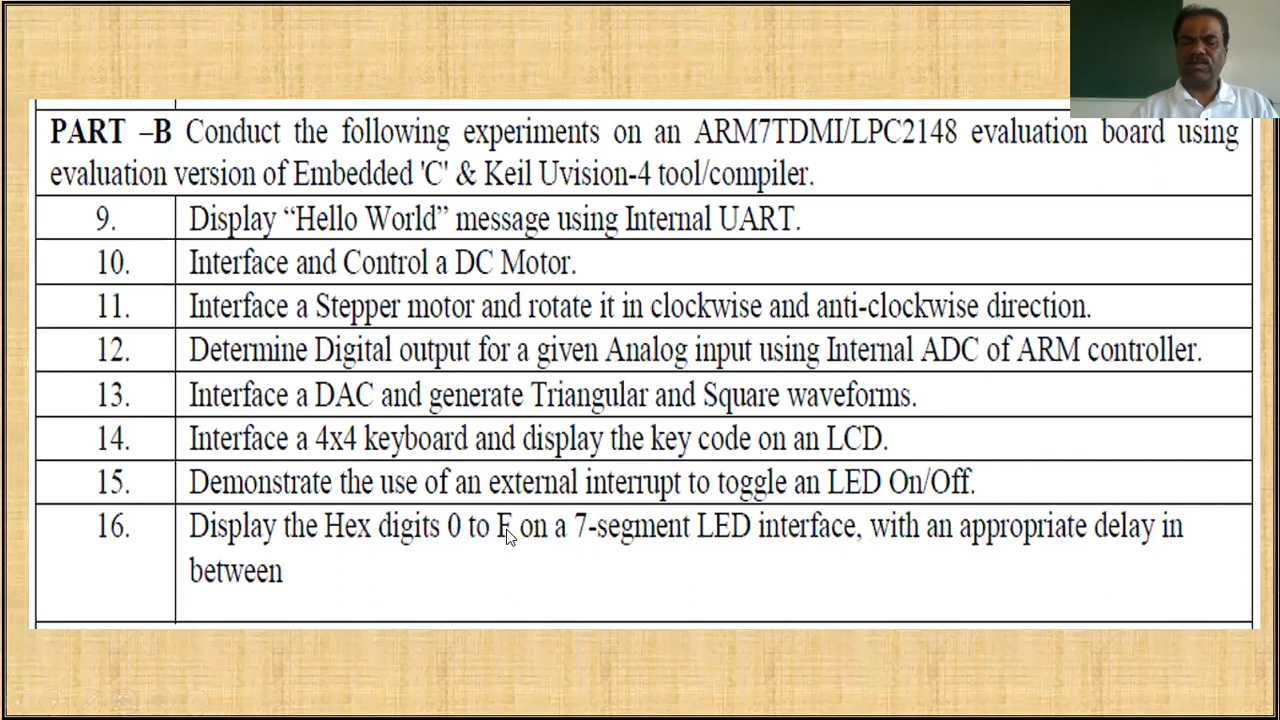 PART –B Conduct the following experiments on an ARM7TDMI/LPC2148 evaluation board using
evaluation version of Embedded 'C' & Keil Uvision-4 tool/compiler.
9. Display “Hello World” message using Internal UART.
10. Interface and Control a DC Motor.
11. Interface a Stepper motor and rotate it in clockwise and anti-clockwise direction.
12. Determine Digital output for a given Analog input using Internal ADC of ARM controller.
13. Interface a DAC and generate Triangular and Square waveforms.
14. Interface a 4x4 keyboard and display the key code on an LCD.
15. Demonstrate the use of an external interrupt to toggle an LED On/Off.
16. Display the Hex digits 0 to F on a 7-segment LED interface, with an appropriate delay in
between